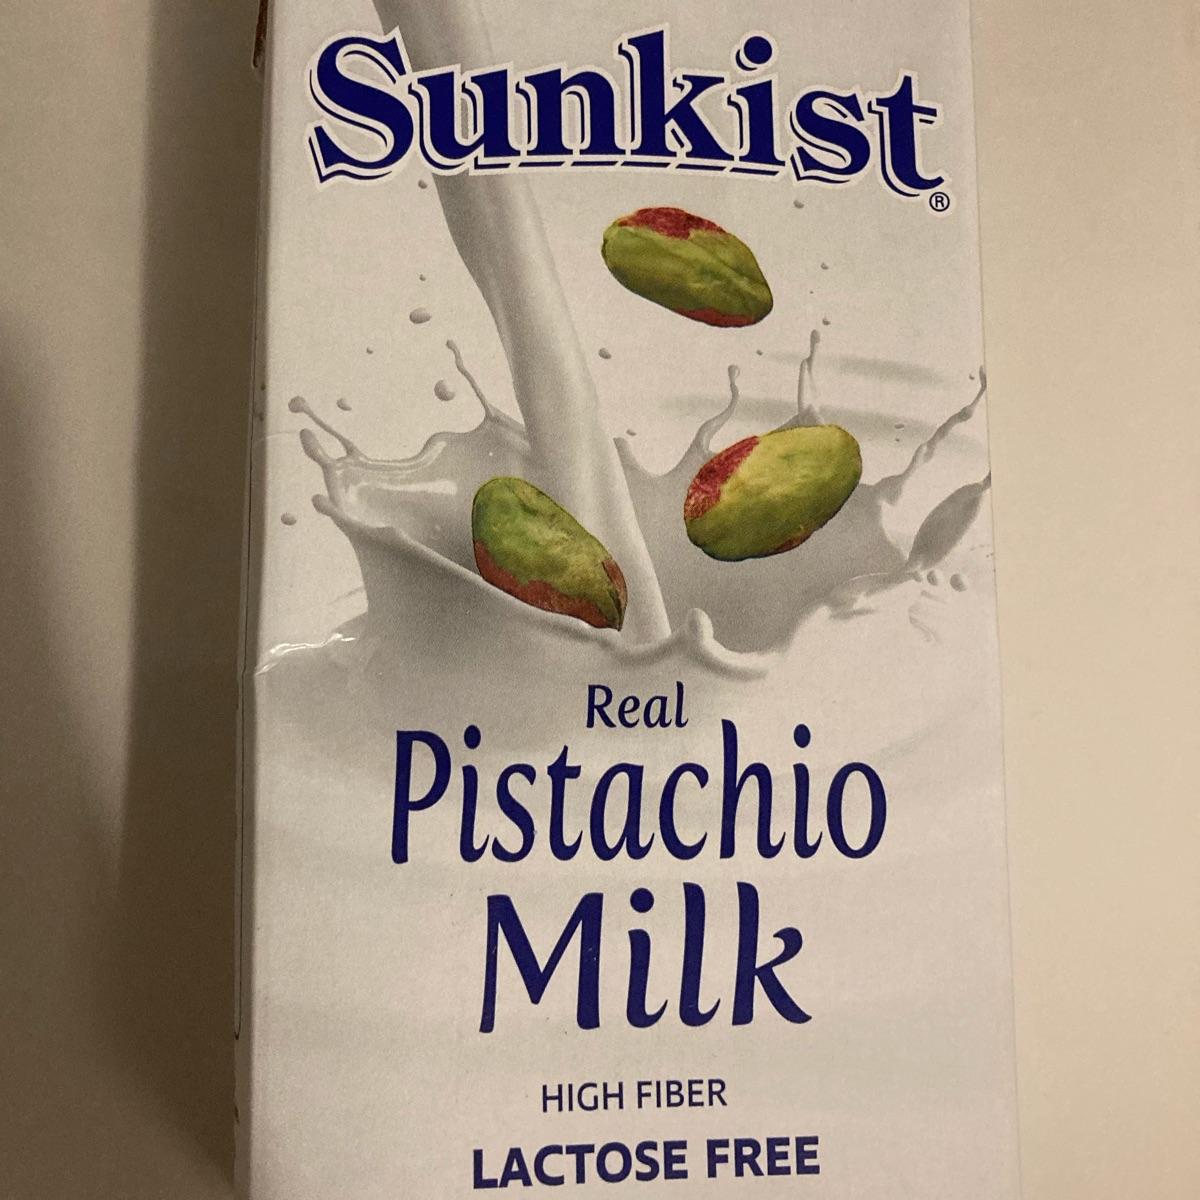 Sunkist®
Real
Pistachio
Milk
HIGH FIBER
LACTOSE FREE